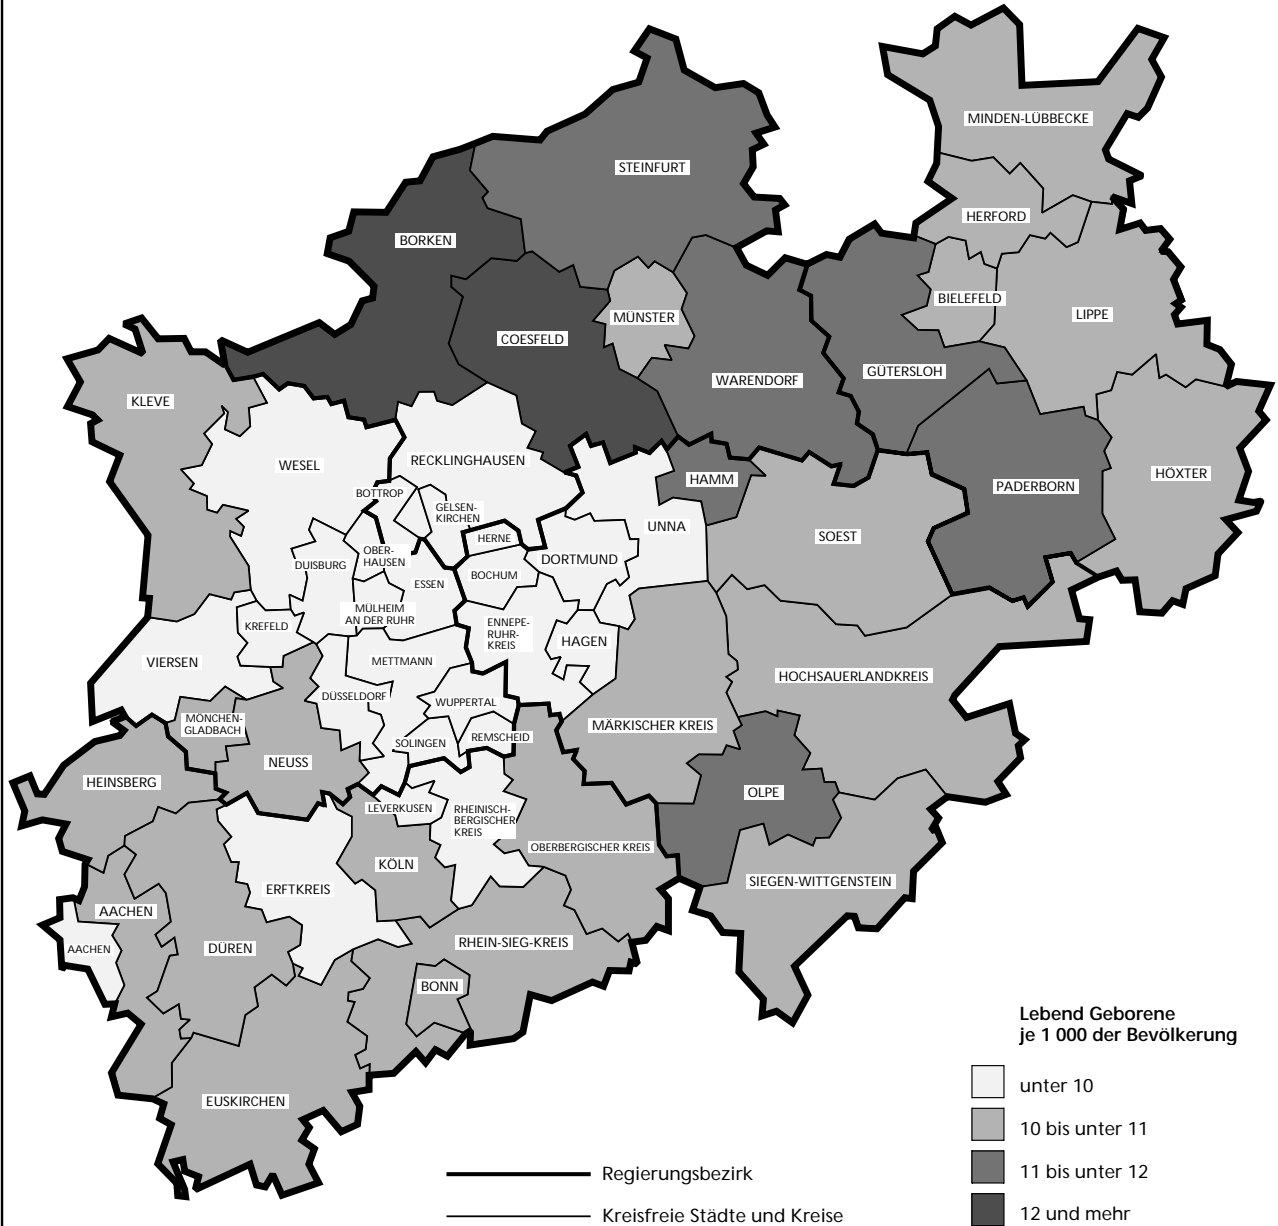 MINDEN-LÜBBECKE
STEINFURT
HERFORD
BORKEN
BIELEFELD
LIPPE
MÜNSTER
COESFELD
GÜTERSLOH
WARENDORF
KLEVE
WESEL
RECKLINGHAUSEN
HÖXTER
HAMM
PADERBORN
BOTTROP
GELSEN-
KIRCHEN
UNNA
SOEST
HERNE
OBER-
HAUSEN
DORTMUND
DUISBURG
BOCHUM
ESSEN
MÜLHEIM
AN DER RUHR
KREFELD
ENNEPE-
RUHR-
KREIS
HAGEN
VIERSEN
METTMANN
HOCHSAUERLANDKREIS
DÜSSELDORF
WUPPERTAL
MÖNCHEN-
GLADBACH
MÄRKISCHER KREIS
SOLINGEN
REMSCHEID
NEUSS
HEINSBERG
OLPE
LEVERKUSEN
RHEINISCH-
BERGISCHER
KREIS
OBERBERGISCHER KREIS
KÖLN
ERFTKREIS
SIEGEN-WITTGENSTEIN
AACHEN
AACHEN
DÜREN
RHEIN-SIEG-KREIS
BONN
EUSKIRCHEN
Lebend Geborene
je 1 000 der Bevölkerung
unter 10
10 bis unter 11
11 bis unter 12
12 und mehr
Regierungsbezirk
Kreisfreie Städte und Kreise